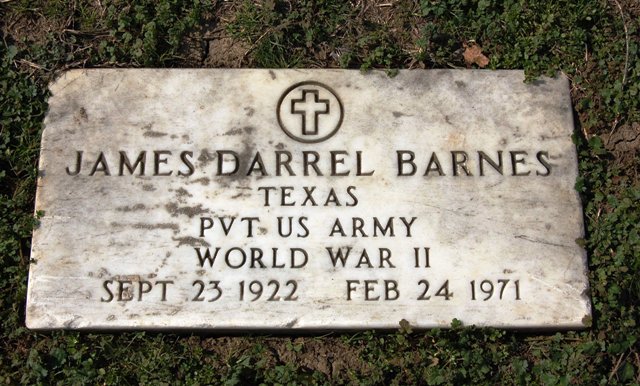 JAMES DARREL BARNES
TEXAS
PVT US ARMY
WORLD WAR II
SEPT 23 1922 FEB 24 1971